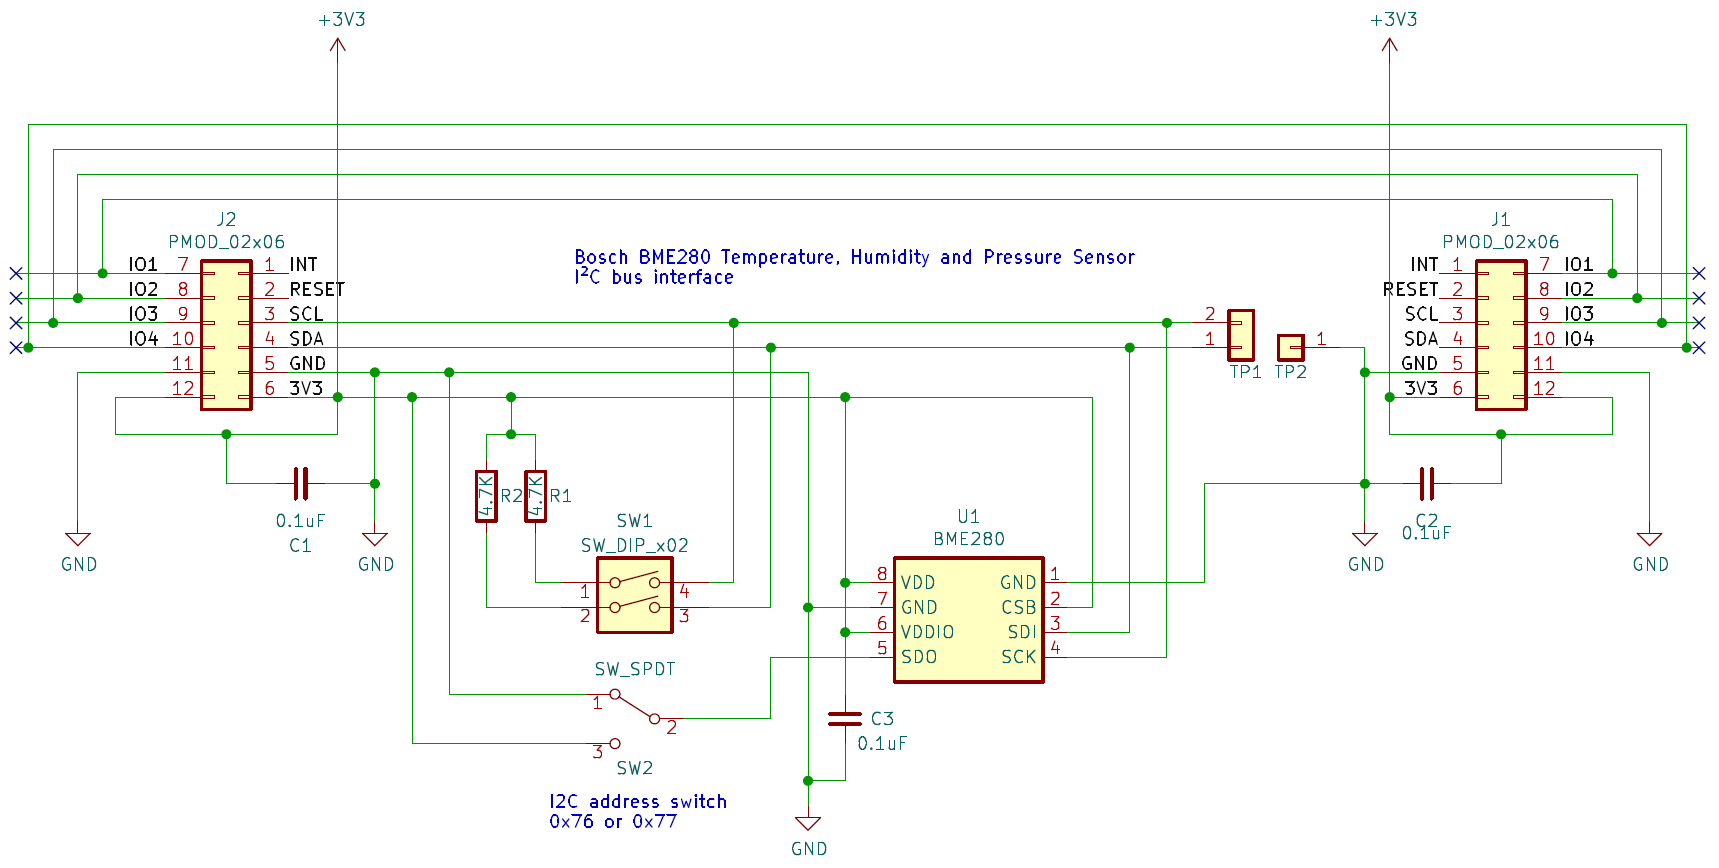 +3V3
+3V3
J2
PMOD_02x06
IO1 7 1 INT
IO2 8 2 RESET
IO3 9 3 SCL
IO4 10 4 SDA
11 5 GND
12 6 3V3
Bosch BME280 Temperature, Humidity and Pressure Sensor
I²C bus interface
2
1
TP1
1
TP2
J1
PMOD_02x06
INT 1 7 IO1
RESET 2 8 IO2
SCL 3 9 IO3
SDA 4 10 IO4
GND 5 11
3V3 6 12
GND
0.1uF
C1
GND
4.7K
R2
4.7K
R1
SW1
SW_DIP_x02
1 4
2 3
SW_SPDT
1
2
3
SW2
I2C address switch
0x76 or 0x77
U1
BME280
8 VDD GND 1
7 GND CSB 2
6 VDDIO SDI 3
5 SDO SCK 4
C3
0.1uF
GND
C2
0.1uF
GND
GND